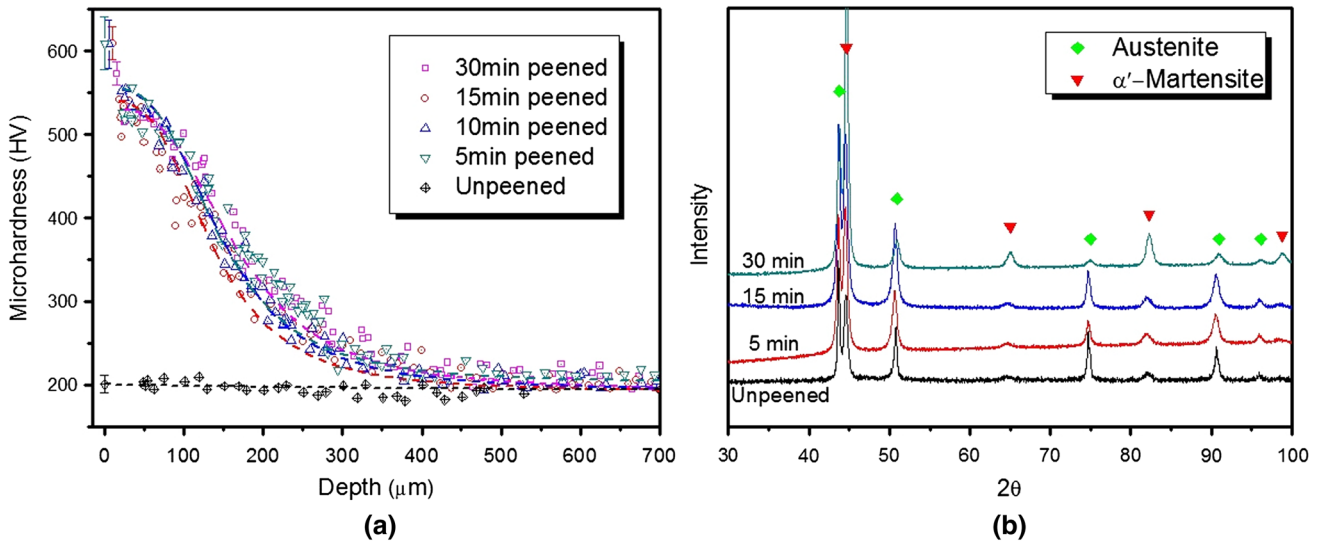 600
500
400
300
200
Microhardness (HV)
30min peened
15min peened
10min peened
5min peened
Unpeened
0
100
200
300
400
500
600
700
Depth (μm)
(a)
Austenite
α′–Martensite
Intensity
30 min
15 min
5 min
Unpeened
30
40
50
60
70
80
90
100
2θ
(b)